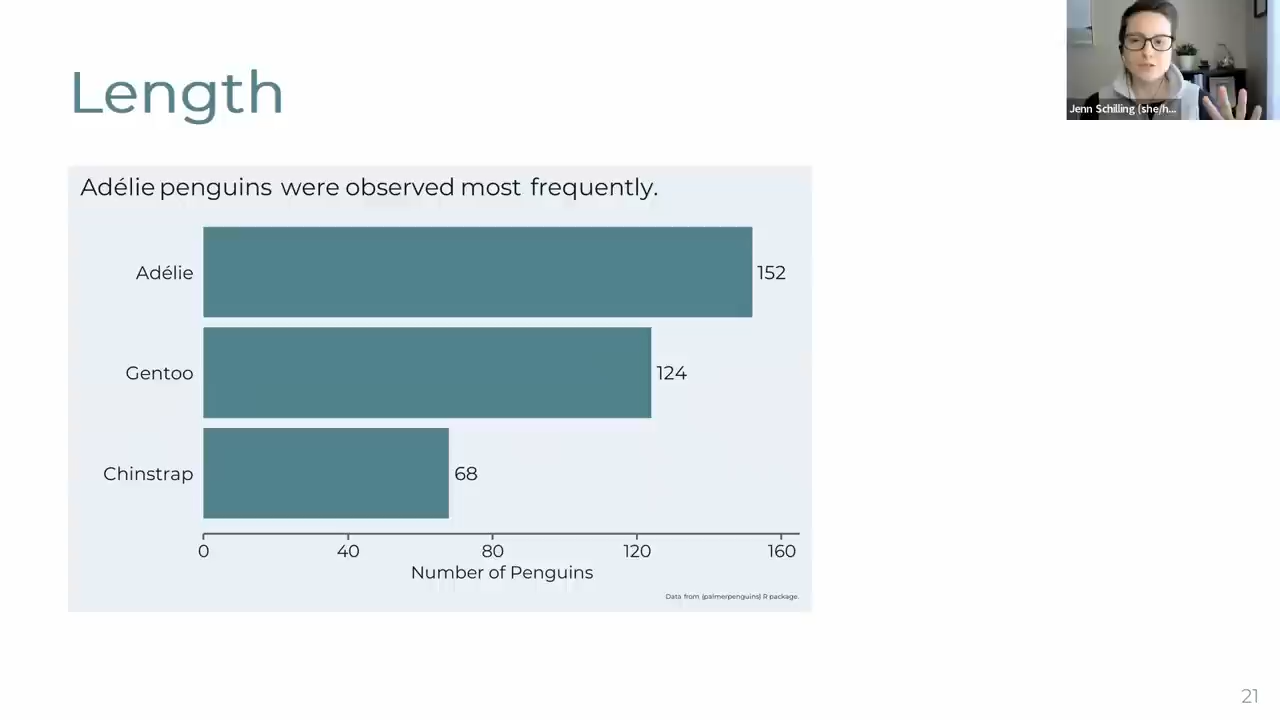 Length
Jenn Schilling (she/h...
Adélie penguins were observed most frequently.
Adélie
152
Gentoo
124
Chinstrap
68
0 40 80 120 160
Number of Penguins
Data from {palmerpenguins} R package.
21